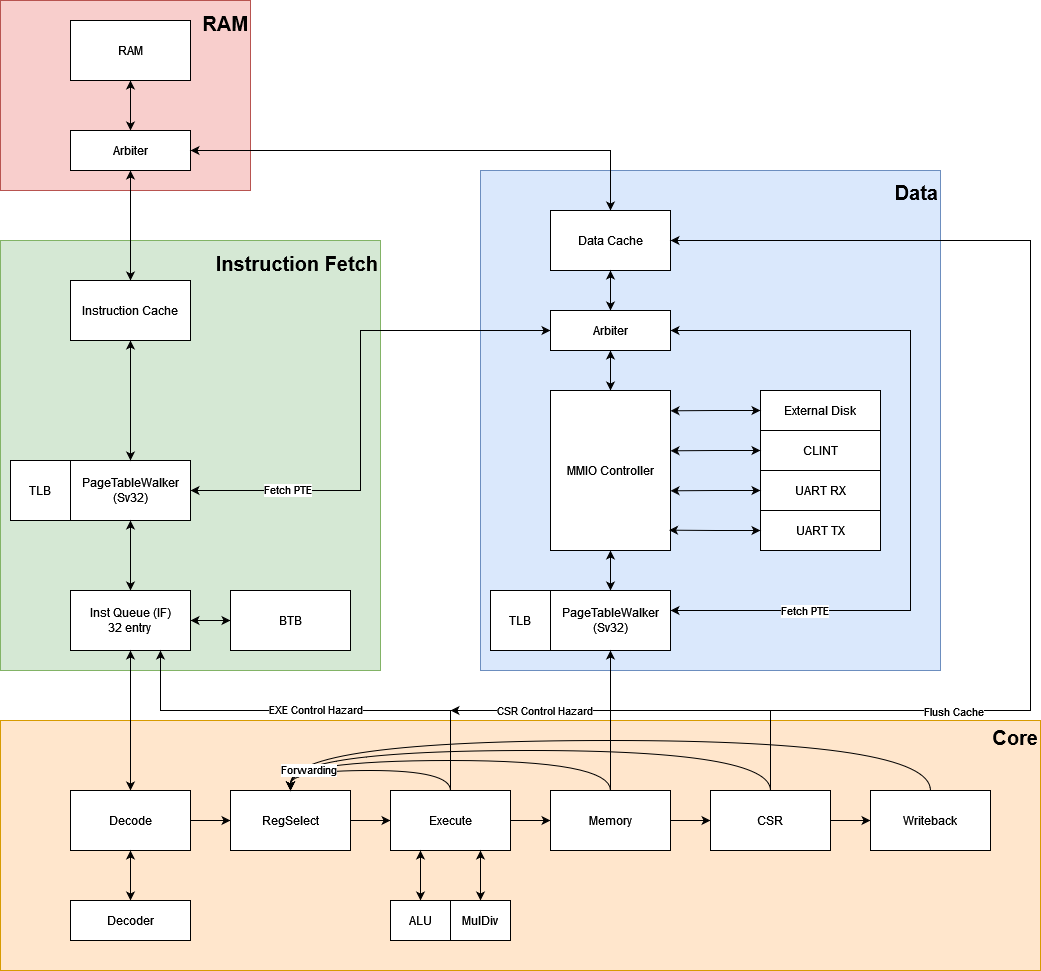 RAM
RAM
Arbiter
Data
Data Cache
Instruction Fetch
Instruction Cache
Arbiter
MMIO Controller
External Disk
CLINT
UART RX
UART TX
TLB
PageTableWalker
(Sv32)
Fetch PTE
Inst Queue (IF)
32 entry
BTB
TLB
PageTableWalker
(Sv32)
Fetch PTE
EXE Control Hazard
CSR Control Hazard
Flush Cache
Core
Forwarding
Decode
RegSelect
Execute
Memory
CSR
Writeback
Decoder
ALU
MulDiv